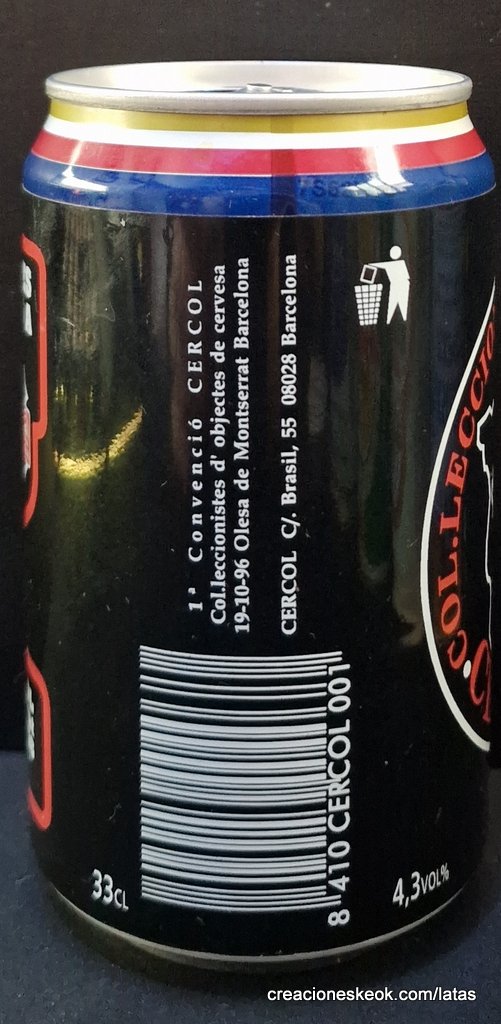 1ª Convenció CERCOL
Col.leccionistes d' objectes de cervesa
19-10-96 Olesa de Montserrat Barcelona
CERCOL C/. Brasil, 55 08028 Barcelona
COL.LECCIO
8 410 CERCOL 001
33CL
4,3VOL%
creacioneskeok.com/latas